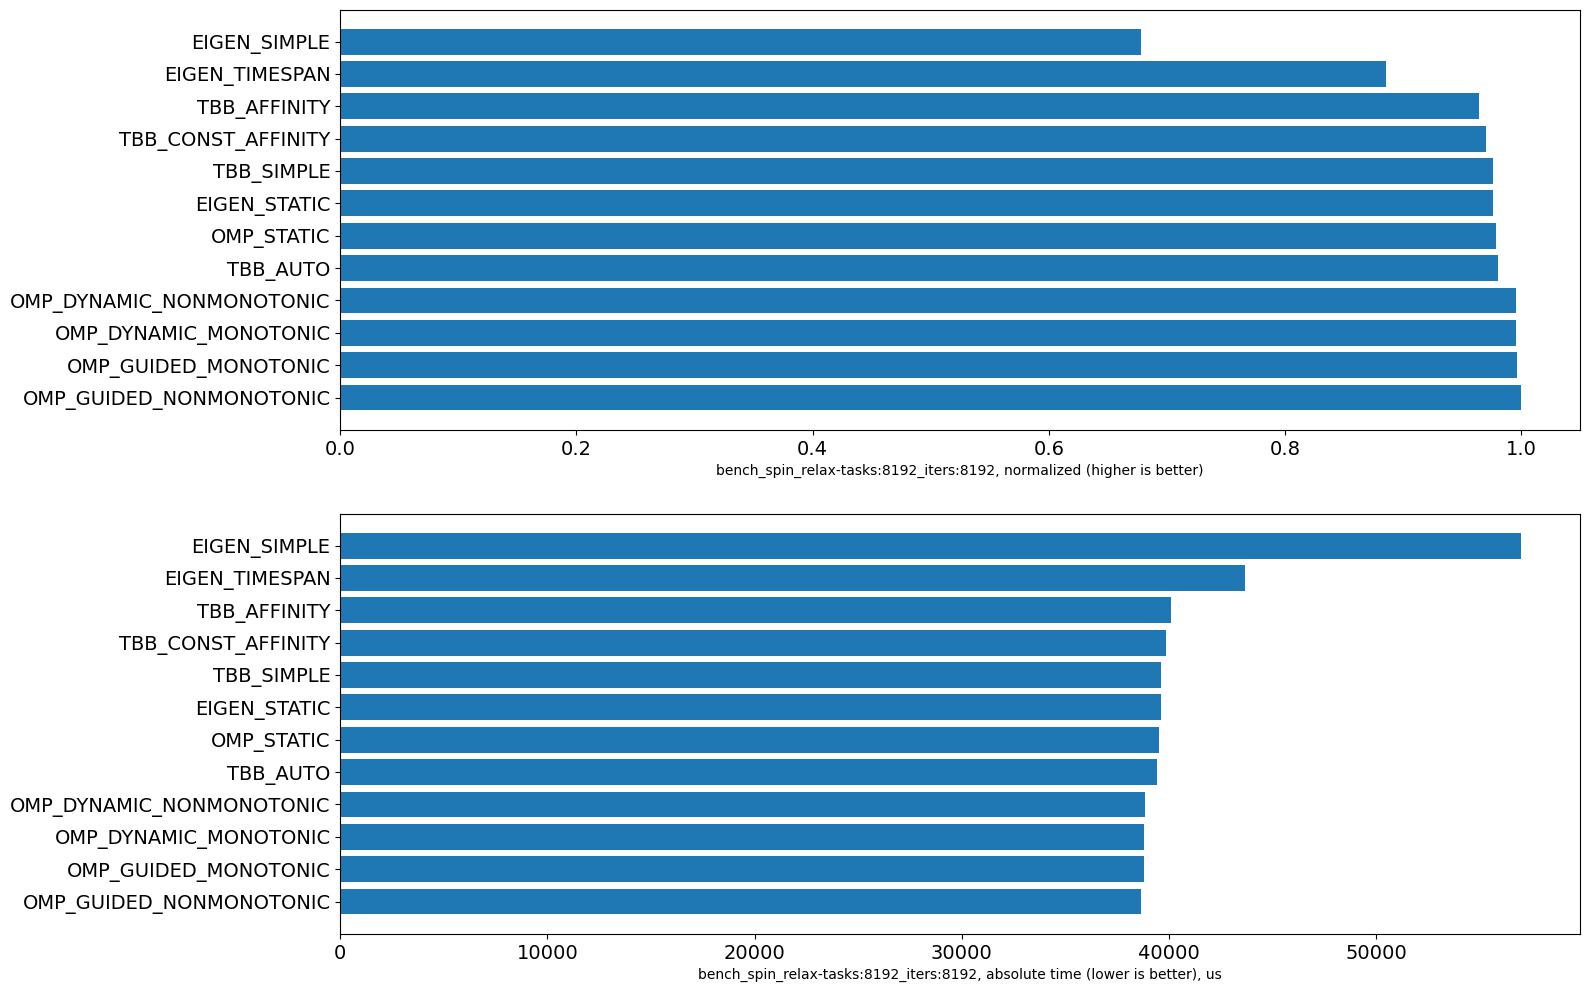 EIGEN_SIMPLE
EIGEN_TIMESPAN
TBB_AFFINITY
TBB_CONST_AFFINITY
TBB_SIMPLE
EIGEN_STATIC
OMP_STATIC
TBB_AUTO
OMP_DYNAMIC_NONMONOTONIC
OMP_DYNAMIC_MONOTONIC
OMP_GUIDED_MONOTONIC
OMP_GUIDED_NONMONOTONIC
0.0 0.2 0.4 0.6 0.8 1.0
bench_spin_relax-tasks:8192_iters:8192, normalized (higher is better)
EIGEN_SIMPLE
EIGEN_TIMESPAN
TBB_AFFINITY
TBB_CONST_AFFINITY
TBB_SIMPLE
EIGEN_STATIC
OMP_STATIC
TBB_AUTO
OMP_DYNAMIC_NONMONOTONIC
OMP_DYNAMIC_MONOTONIC
OMP_GUIDED_MONOTONIC
OMP_GUIDED_NONMONOTONIC
0 10000 20000 30000 40000 50000
bench_spin_relax-tasks:8192_iters:8192, absolute time (lower is better), us